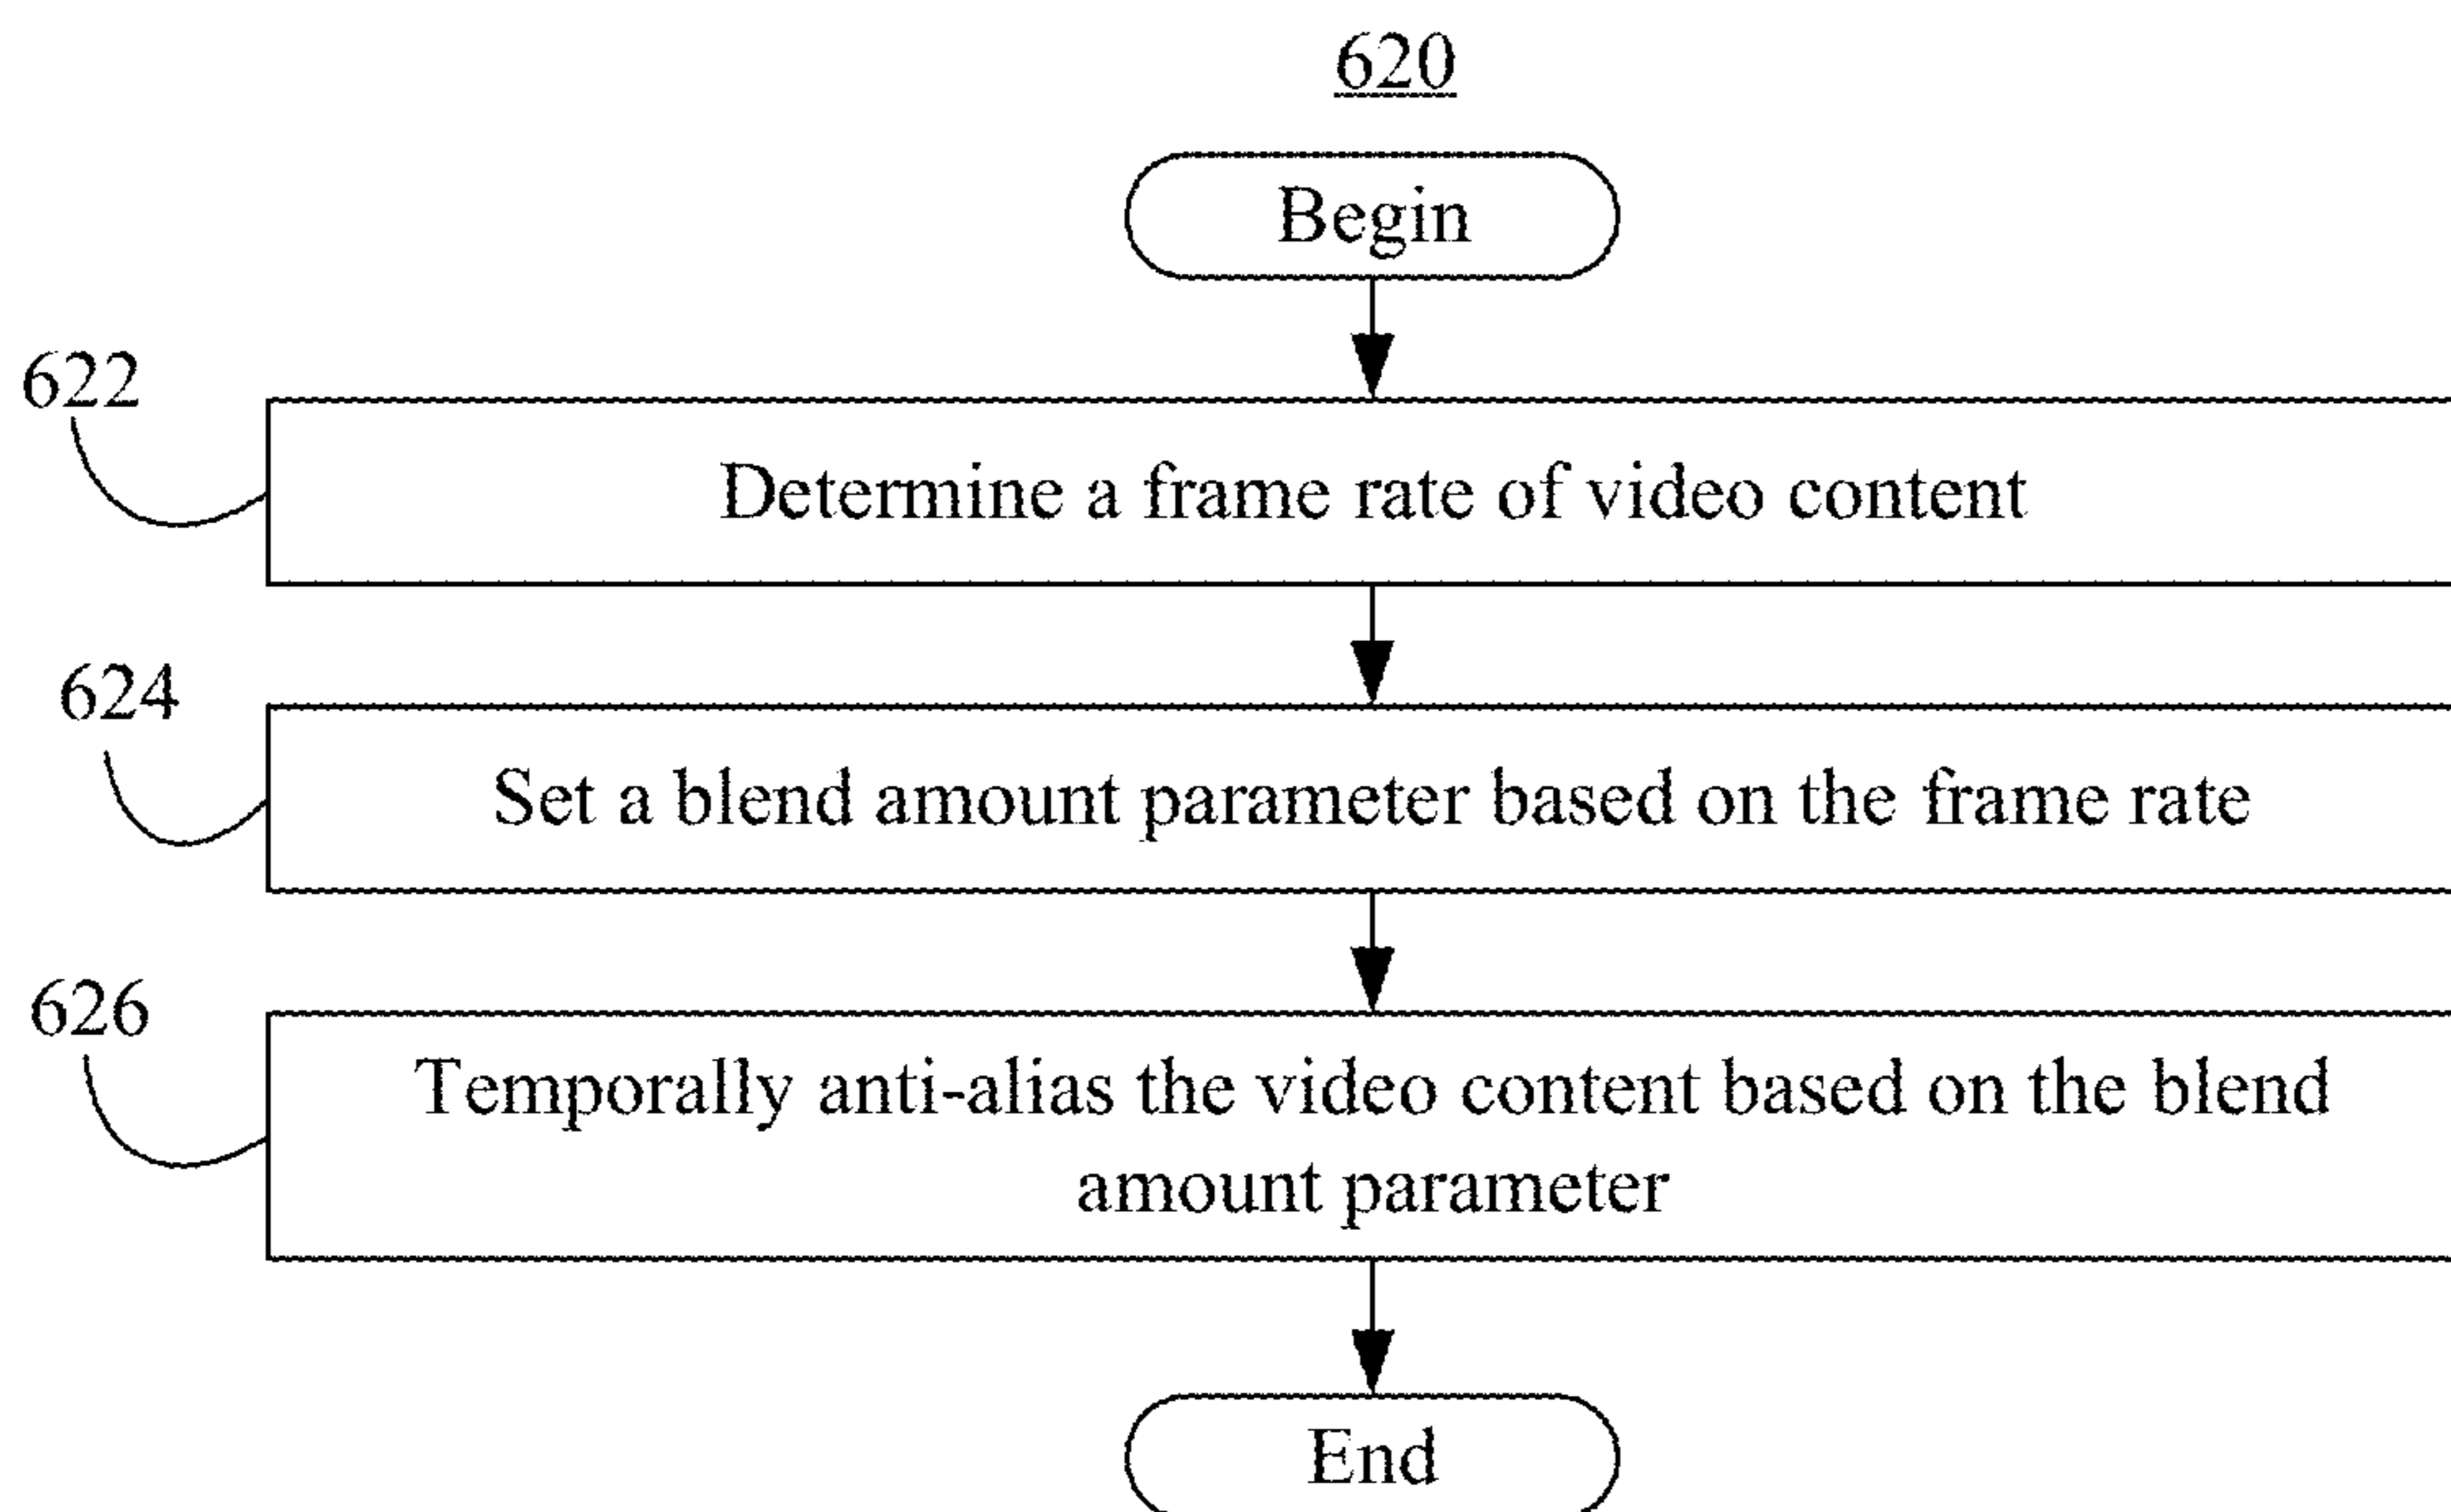 620
Begin
622
Determine a frame rate of video content
624
Set a blend amount parameter based on the frame rate
626
Temporally anti-alias the video content based on the blend
amount parameter
End